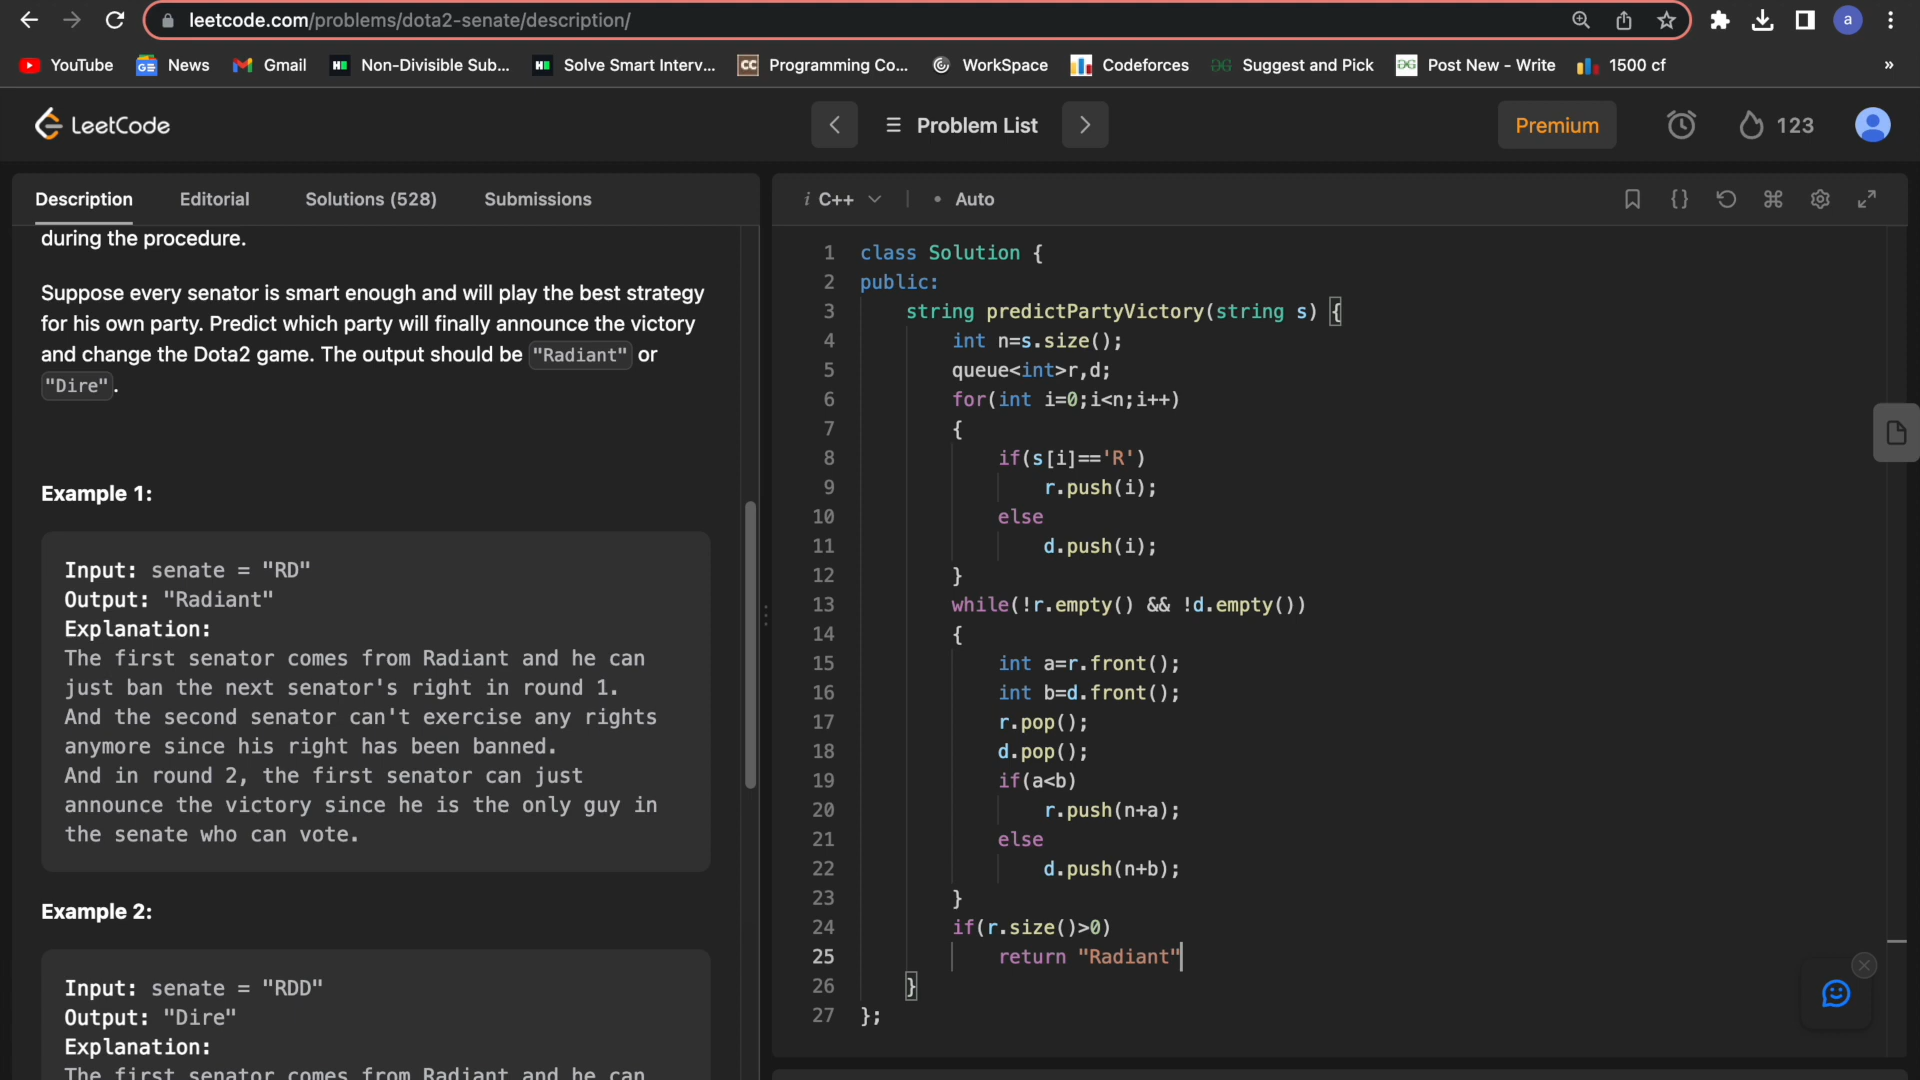 leetcode.com/problems/dota2-senate/description/
a
YouTube
News
Gmail
Non-Divisible Sub...
Solve Smart Interv...
CC Programming Co...
WorkSpace
Codeforces
Suggest and Pick
Post New - Write
1500 cf
»
LeetCode
Problem List
Premium
123
Description
Editorial
Solutions (528)
Submissions
during the procedure.
Suppose every senator is smart enough and will play the best strategy
for his own party. Predict which party will finally announce the victory
and change the Dota2 game. The output should be "Radiant" or
"Dire".
Example 1:
Input: senate = "RD"
Output: "Radiant"
Explanation:
The first senator comes from Radiant and he can
just ban the next senator's right in round 1.
And the second senator can't exercise any rights
anymore since his right has been banned.
And in round 2, the first senator can just
announce the victory since he is the only guy in
the senate who can vote.
Example 2:
Input: senate = "RDD"
Output: "Dire"
Explanation:
The first senator comes from Radiant and he can
i C++
• Auto
1 class Solution {
2 public:
3 string predictPartyVictory(string s) {
4 int n=s.size();
5 queue<int>r,d;
6 for(int i=0;i<n;i++)
7 {
8 if(s[i]=='R')
9 r.push(i);
10 else
11 d.push(i);
12 }
13 while(!r.empty() && !d.empty())
14 {
15 int a=r.front();
16 int b=d.front();
17 r.pop();
18 d.pop();
19 if(a<b)
20 r.push(n+a);
21 else
22 d.push(n+b);
23 }
24 if(r.size()>0)
25 return "Radiant"
26 }
27 };